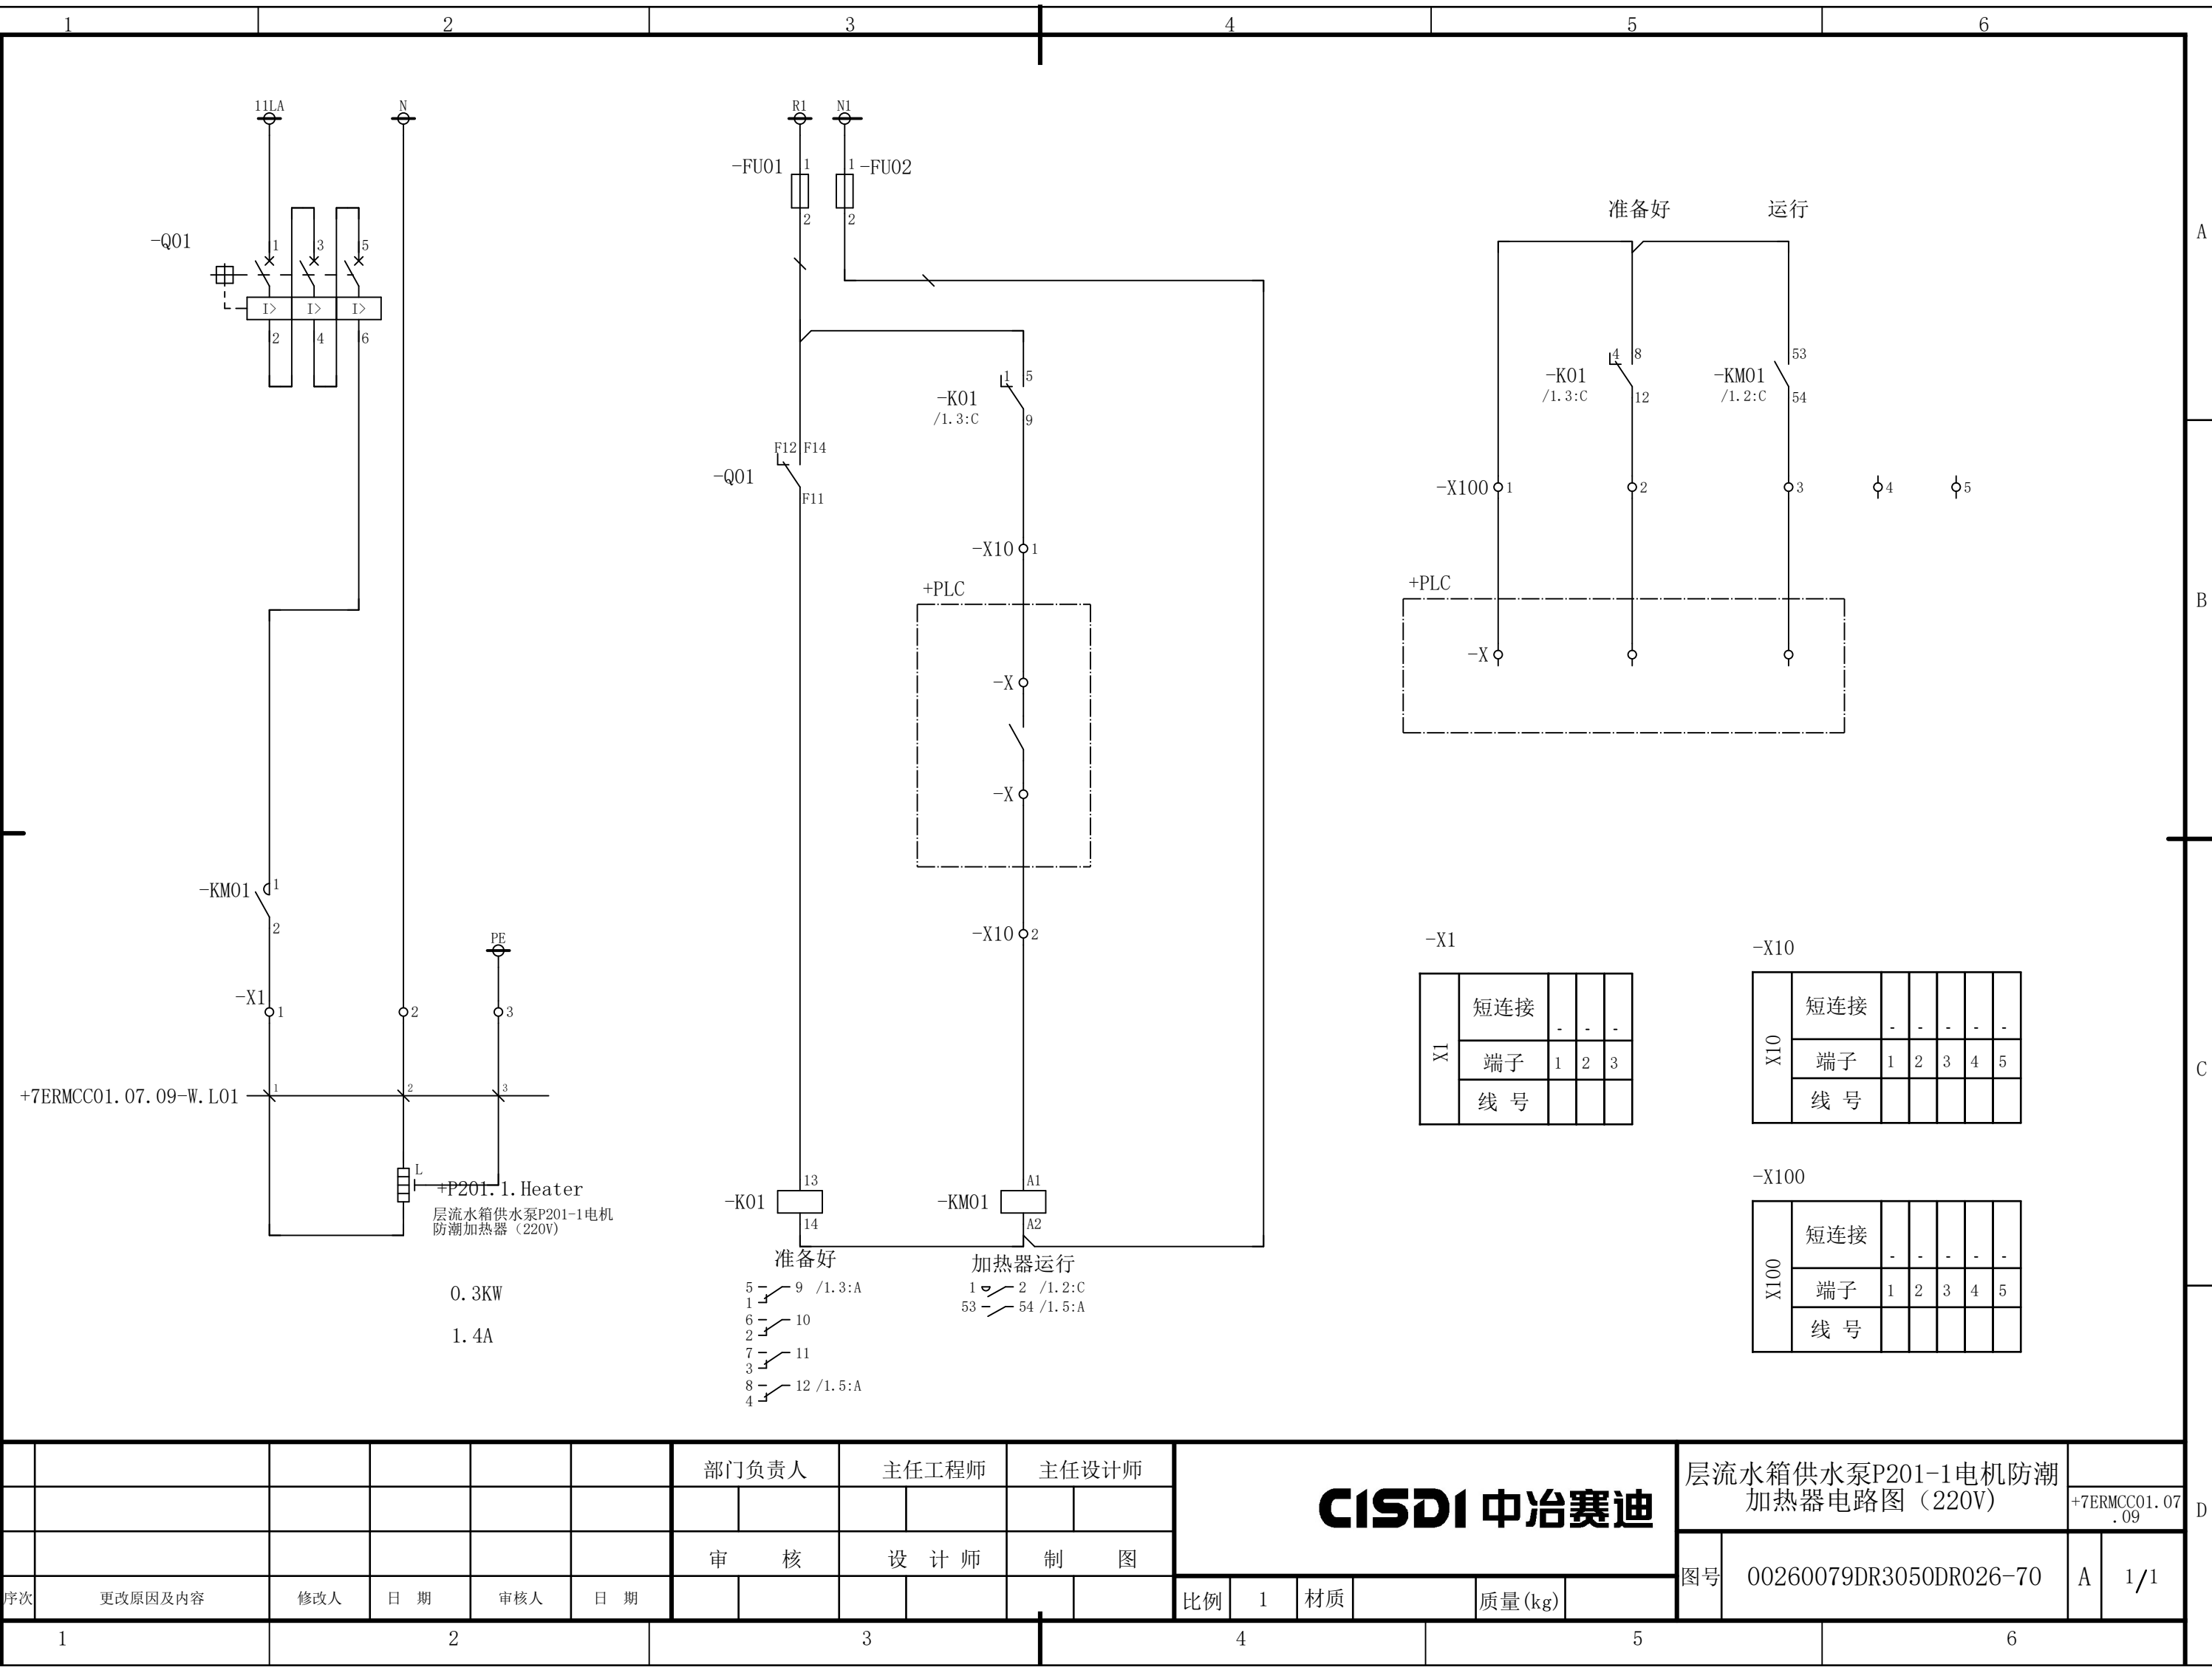 1 2 3 4 5 6
11LA N R1 N1
-FU01 1 1 -FU02
2 2
准备好 运行
A
-Q01 1 3 5
I> I> I>
2 4 6
4 8 53
-K01 -KM01
/1.3:C /1.2:C
12 54
1 5
-K01
/1.3:C 9
F12 F14
-Q01
F11
-X100 1 2 3 4 5
-X10 1
+PLC
+PLC
B
-X
-X
-X
-KM01 1
2
-X10 2
PE
-X1
1 2 3
+7ERMCC01.07.09-W.L01 1 2 3
L
+P201.1.Heater
层流水箱供水泵P201-1电机
防潮加热器（220V)
0.3KW
1.4A
13 A1
-K01 -KM01
14 A2
准备好
5 9 /1.3:A
1
6 10
2
7 11
3
8 12 /1.5:A
4
加热器运行
1 2 /1.2:C
53 54 /1.5:A
-X1
X1
短连接 - - -
端子 1 2 3
线 号
-X10
X10
短连接 - - - - -
端子 1 2 3 4 5
线 号
C
-X100
X100
短连接 - - - - -
端子 1 2 3 4 5
线 号
部门负责人 主任工程师 主任设计师
审 核 设 计 师 制 图
序次 更改原因及内容 修改人 日 期 审核人 日 期
CISDI 中冶赛迪
比例 1 材质 质量(kg)
层流水箱供水泵P201-1电机防潮
加热器电路图（220V)
+7ERMCC01.07
.09
D
图号 00260079DR3050DR026-70 A 1/1
1 2 3 4 5 6